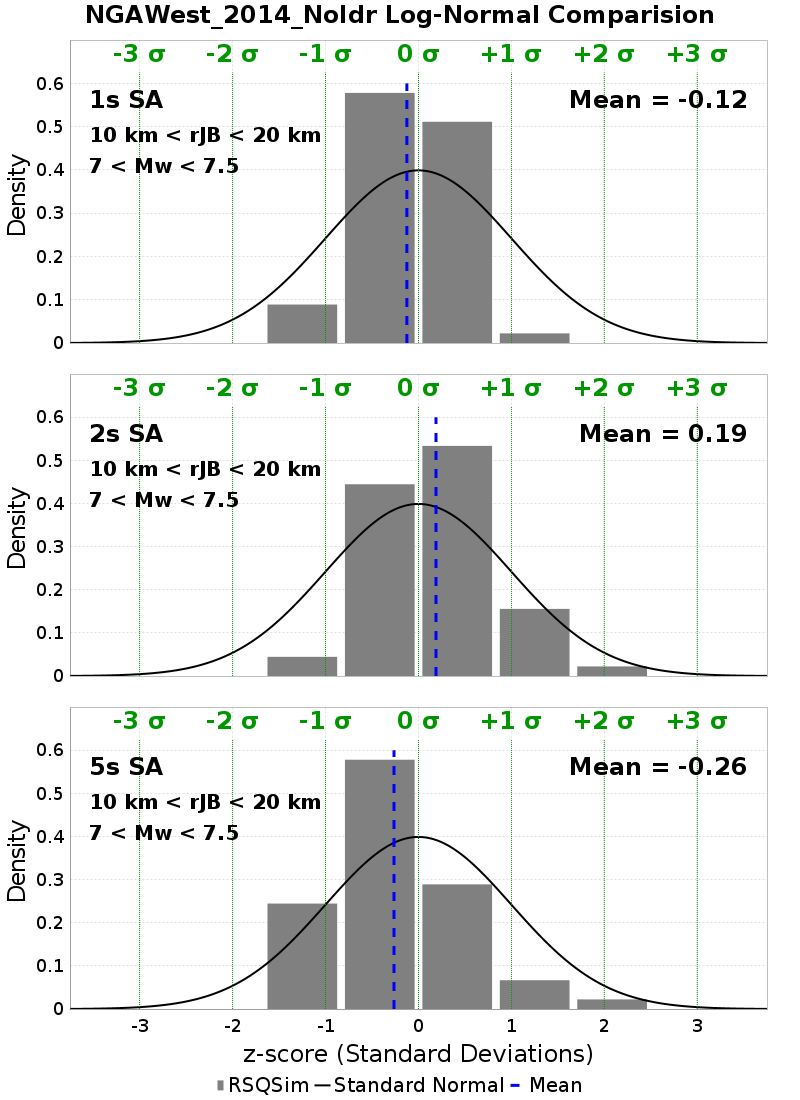 NGAWest_2014_NoIdr Log-Normal Comparision
-3 σ -2 σ -1 σ 0 σ +1 σ +2 σ +3 σ
0.6
1s SA Mean = -0.12
0.5
10 km < rJB < 20 km
7 < Mw < 7.5
0.4
0.3
0.2
0.1
0
Density
-3 σ -2 σ -1 σ 0 σ +1 σ +2 σ +3 σ
0.6
2s SA Mean = 0.19
0.5
10 km < rJB < 20 km
7 < Mw < 7.5
0.4
0.3
0.2
0.1
0
Density
-3 σ -2 σ -1 σ 0 σ +1 σ +2 σ +3 σ
0.6
5s SA Mean = -0.26
0.5
10 km < rJB < 20 km
7 < Mw < 7.5
0.4
0.3
0.2
0.1
0
Density
-3 -2 -1 0 1 2 3
z-score (Standard Deviations)
RSQSim Standard Normal Mean